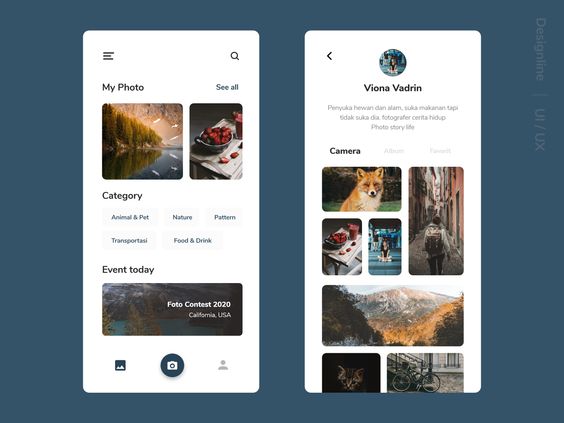 My Photo
See all
Category
Animal & Pet
Nature
Pattern
Transportasi
Food & Drink
Event today
Foto Contest 2020
California, USA
Viona Vadrin
Penyuka hewan dan alam, suka makanan tapi
tidak suka dia, fotografer cerita hidup
Photo story life
Camera
Album
Favorit
Designline | UI / UX